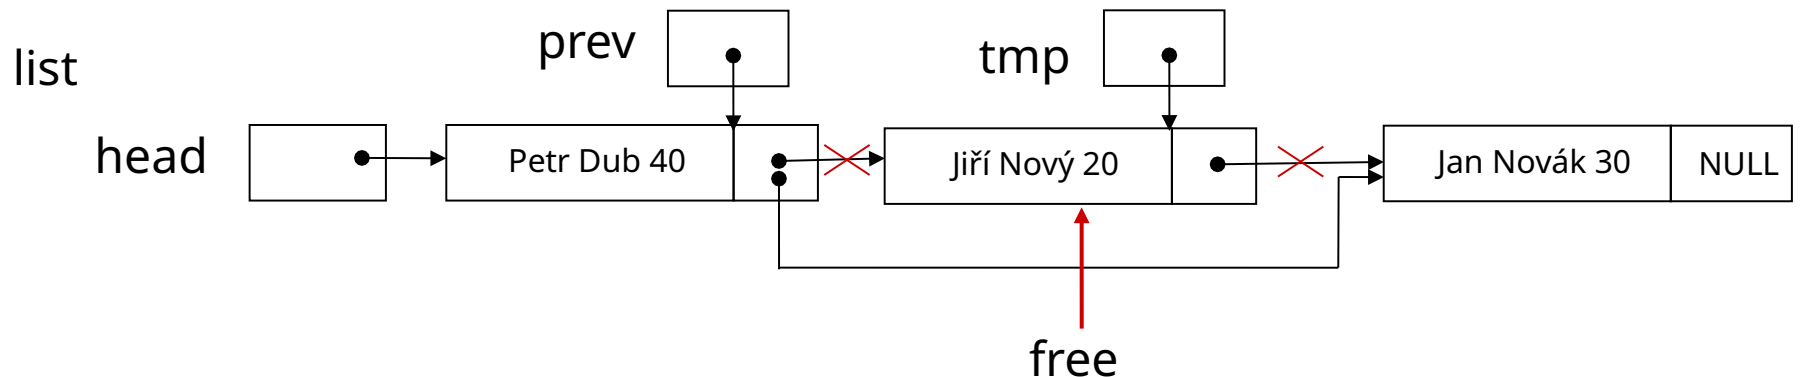 list
prev
tmp
head
Petr Dub 40
Jiří Nový 20
Jan Novák 30
NULL
free